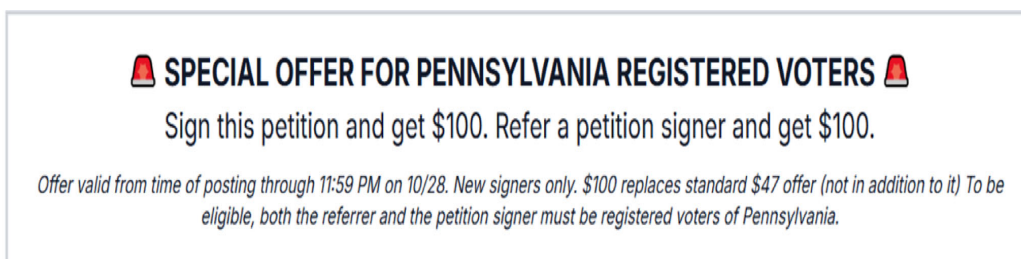 🚨 SPECIAL OFFER FOR PENNSYLVANIA REGISTERED VOTERS 🚨
Sign this petition and get $100. Refer a petition signer and get $100.
Offer valid from time of posting through 11:59 PM on 10/28. New signers only. $100 replaces standard $47 offer (not in addition to it) To be
eligible, both the referrer and the petition signer must be registered voters of Pennsylvania.